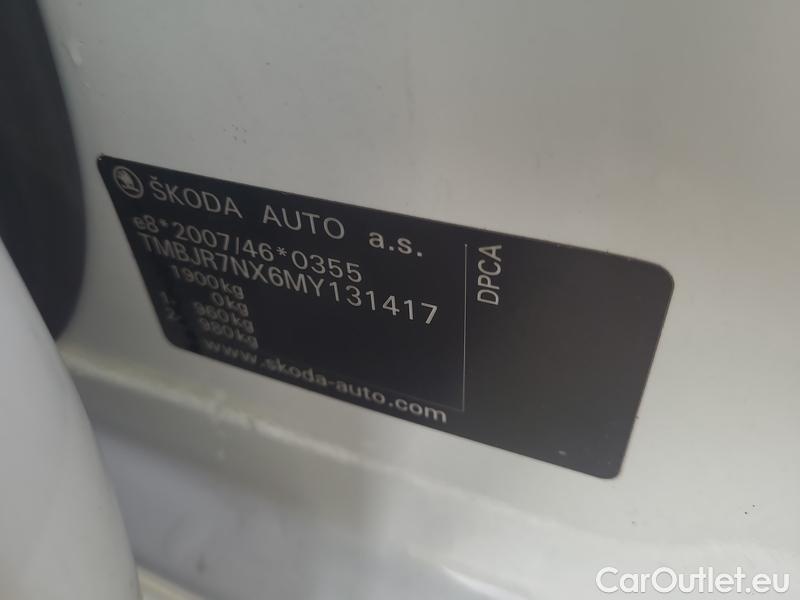 ŠKODA AUTO a.s.
e8*2007/46*0355
TMBJR7NX6MY131417
1900kg
0kg
1. 960kg
2. 980kg
www.skoda-auto.com
DPCA
CarOutlet.eu